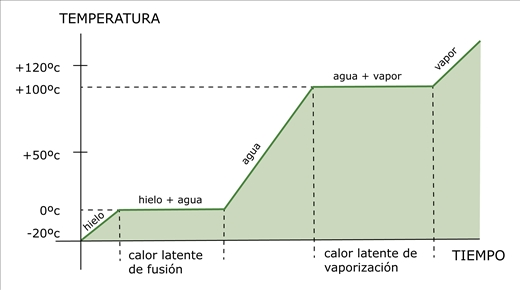 TEMPERATURA
+120ºc
+100ºc
+50ºc
0ºc
-20ºc
hielo
hielo + agua
agua
agua + vapor
vapor
calor latente
de fusión
calor latente de
vaporización
TIEMPO